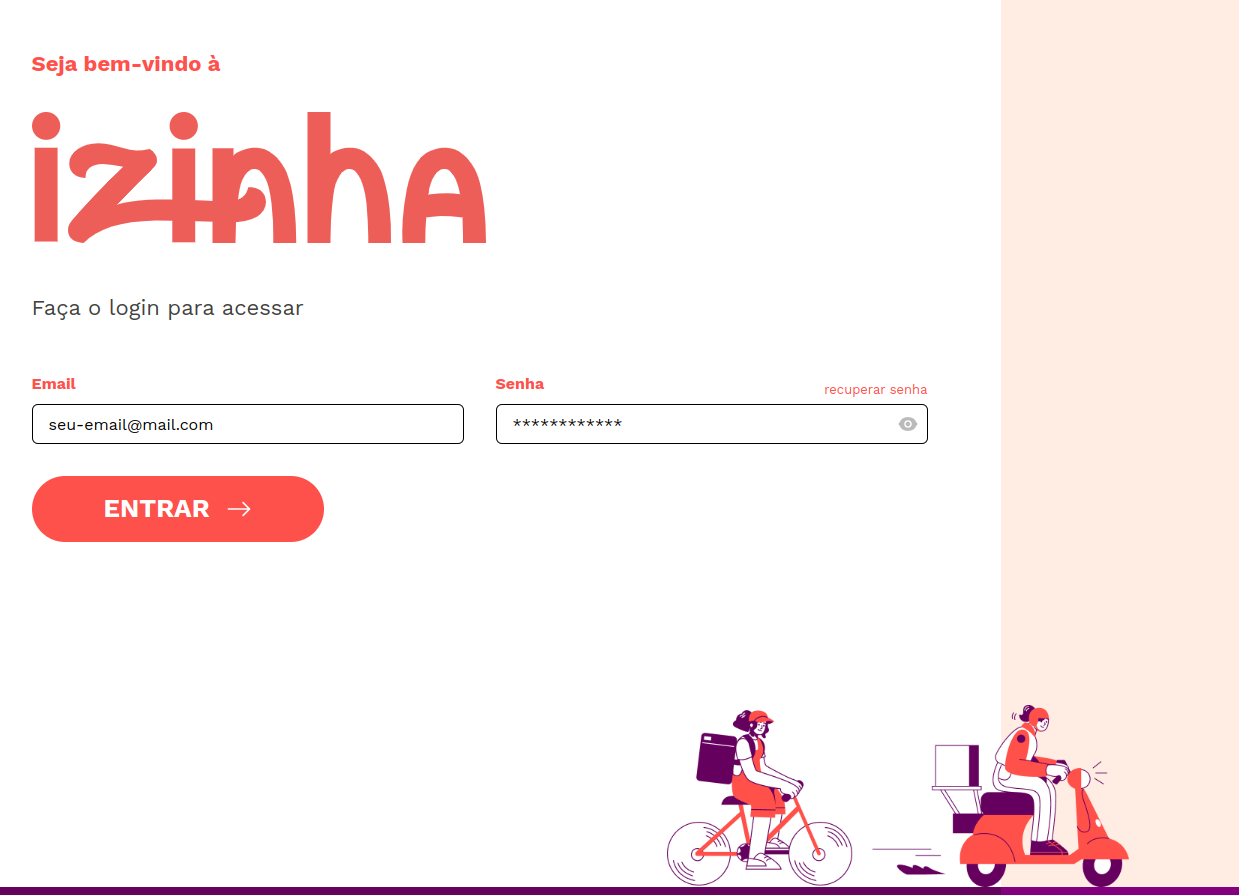 Seja bem-vindo à
izinha
Faça o login para acessar
Email
Senha
recuperar senha
seu-email@mail.com
************
ENTRAR →